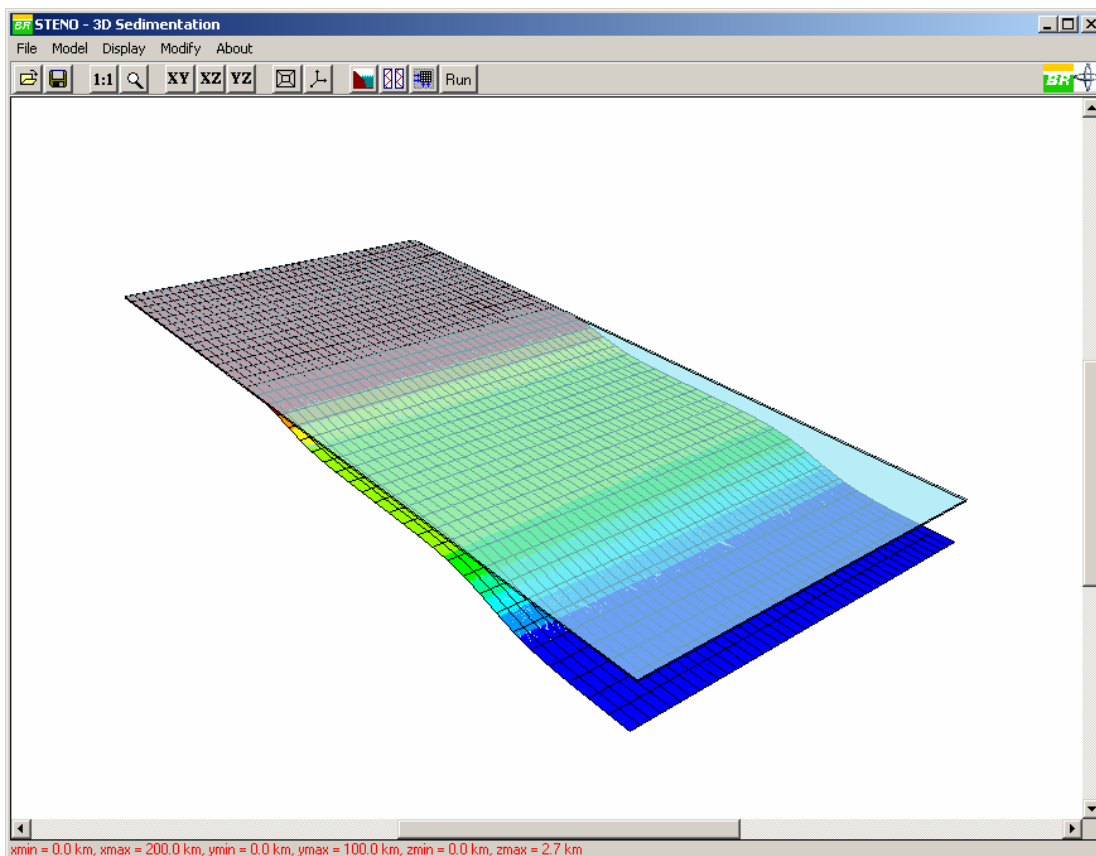 BR STENO - 3D Sedimentation
File Model Display Modify About
1:1 XY XZ YZ Run BR
xmin = 0.0 km, xmax = 200.0 km, ymin = 0.0 km, ymax = 100.0 km, zmin = 0.0 km, zmax = 2.7 km